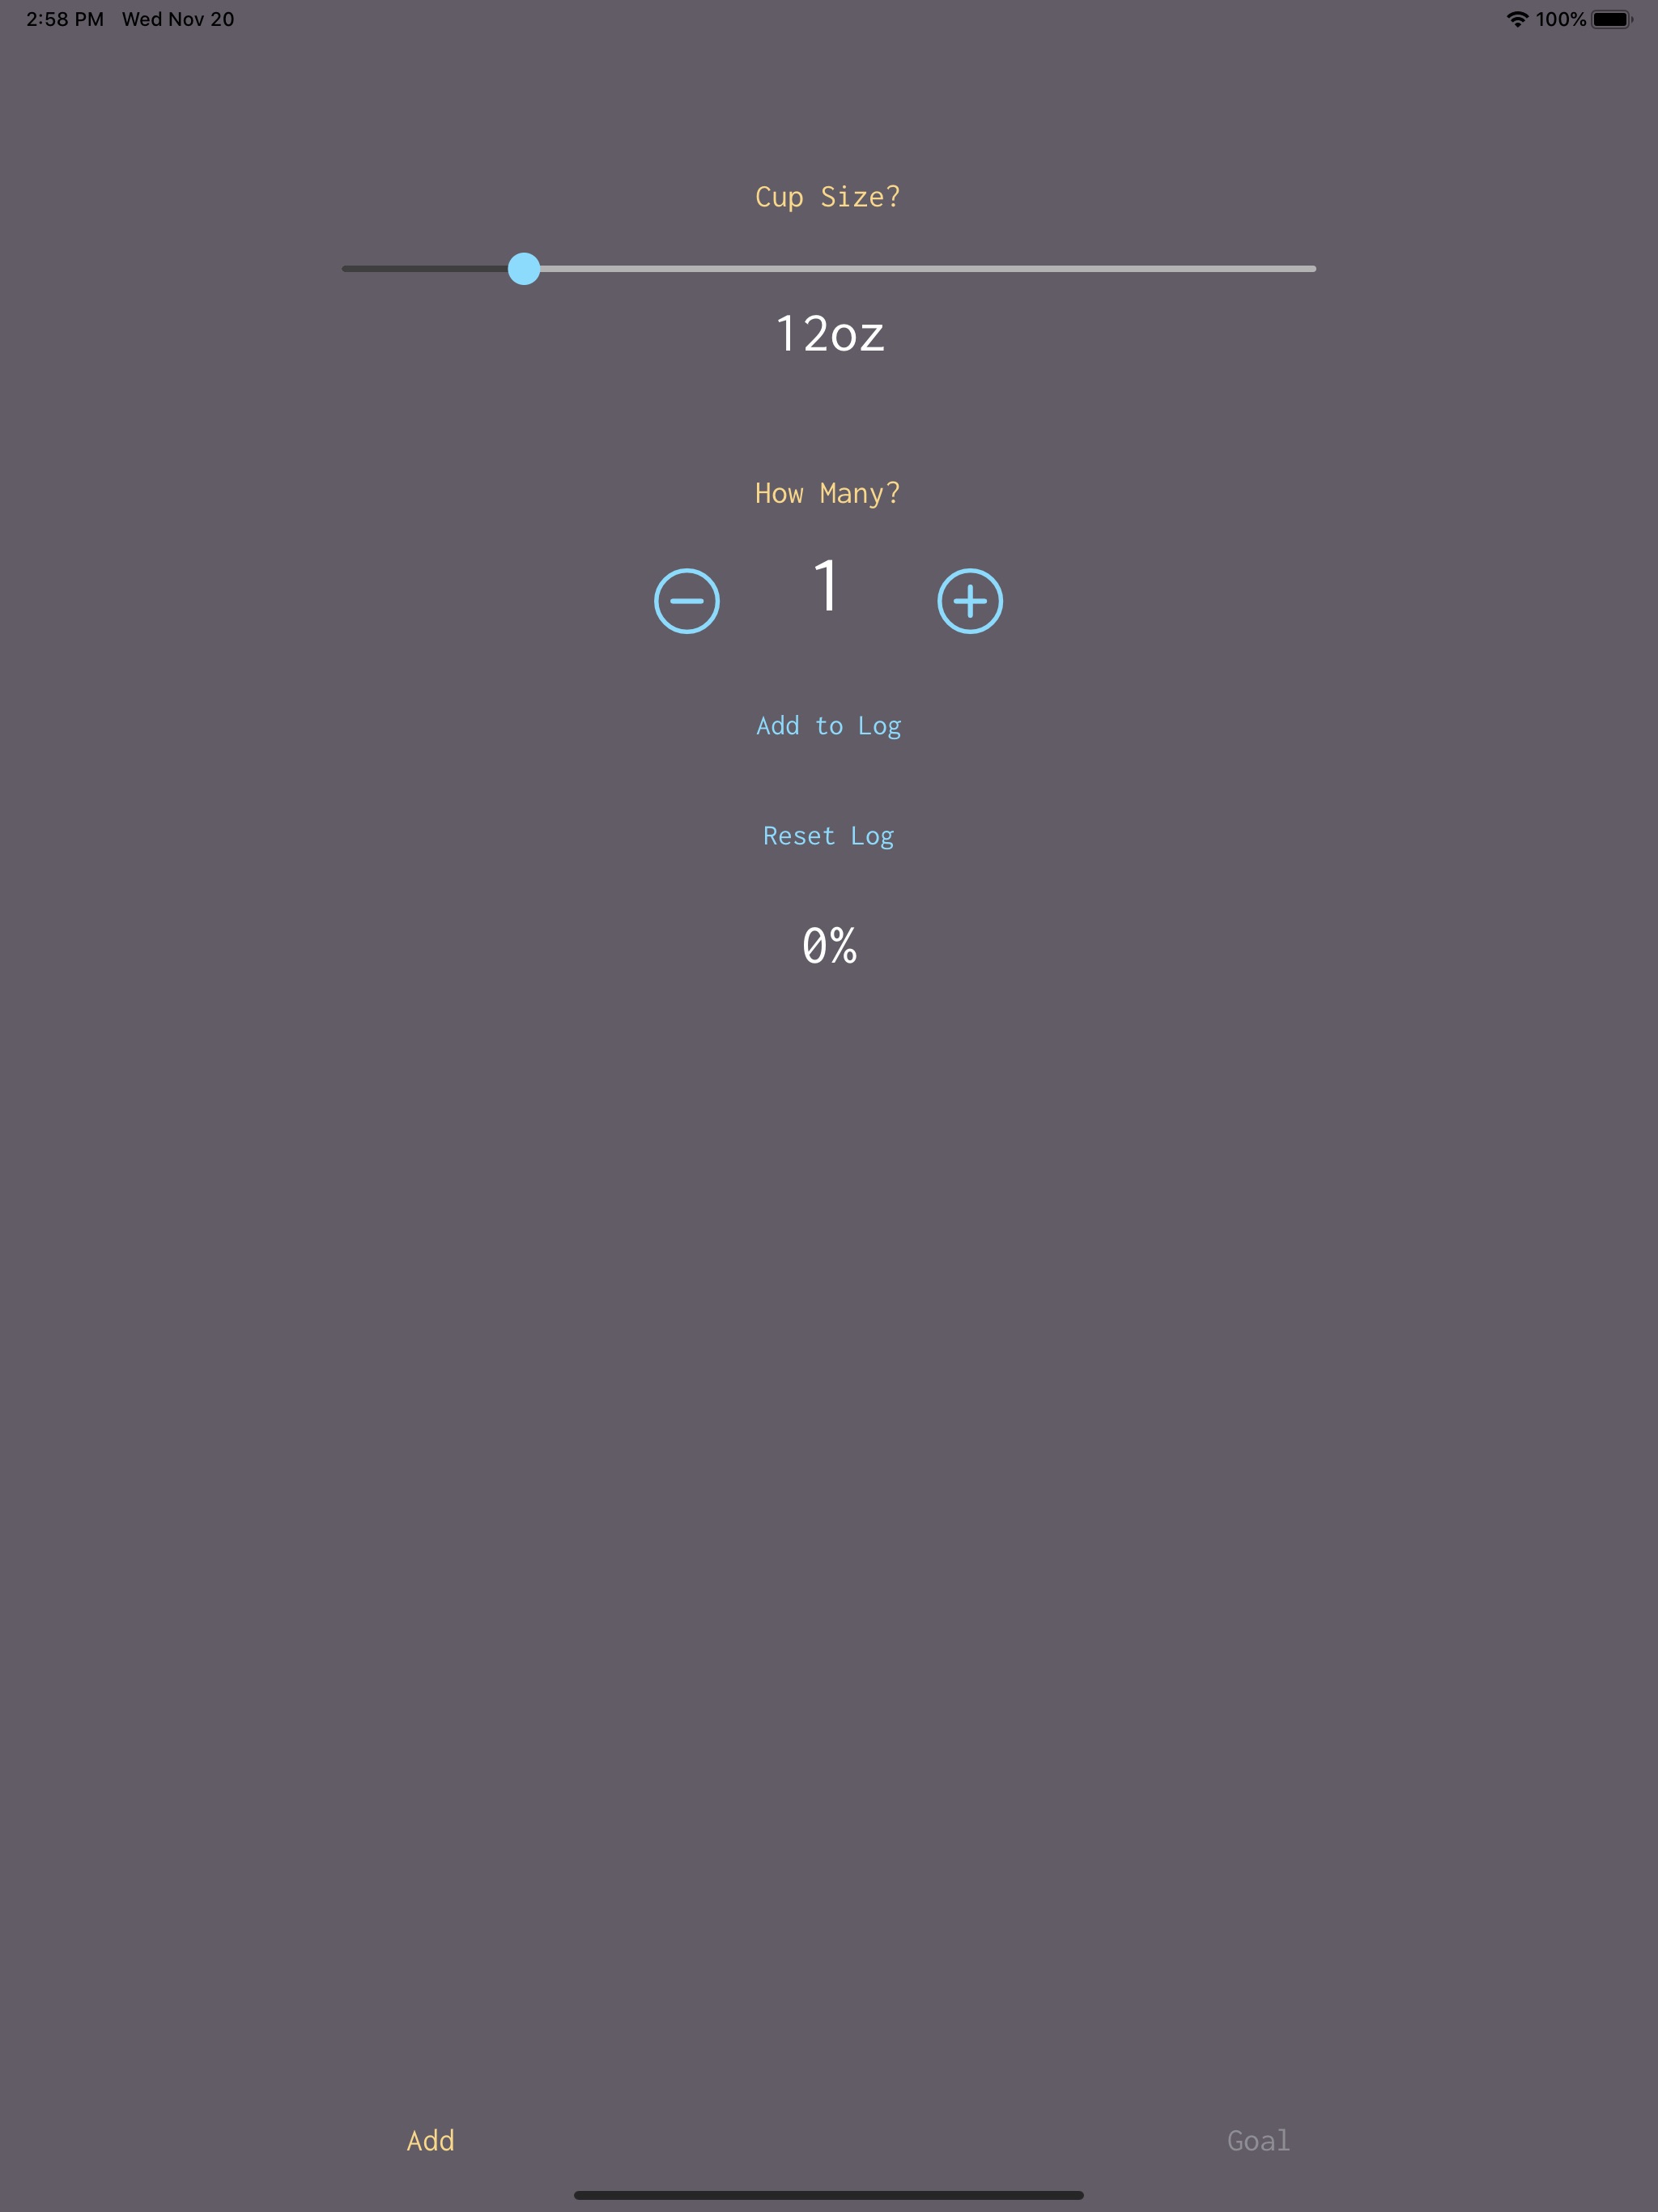 2:58 PM Wed Nov 20 100%
Cup Size?
12oz
How Many?
1
Add to Log
Reset Log
0%
Add Goal